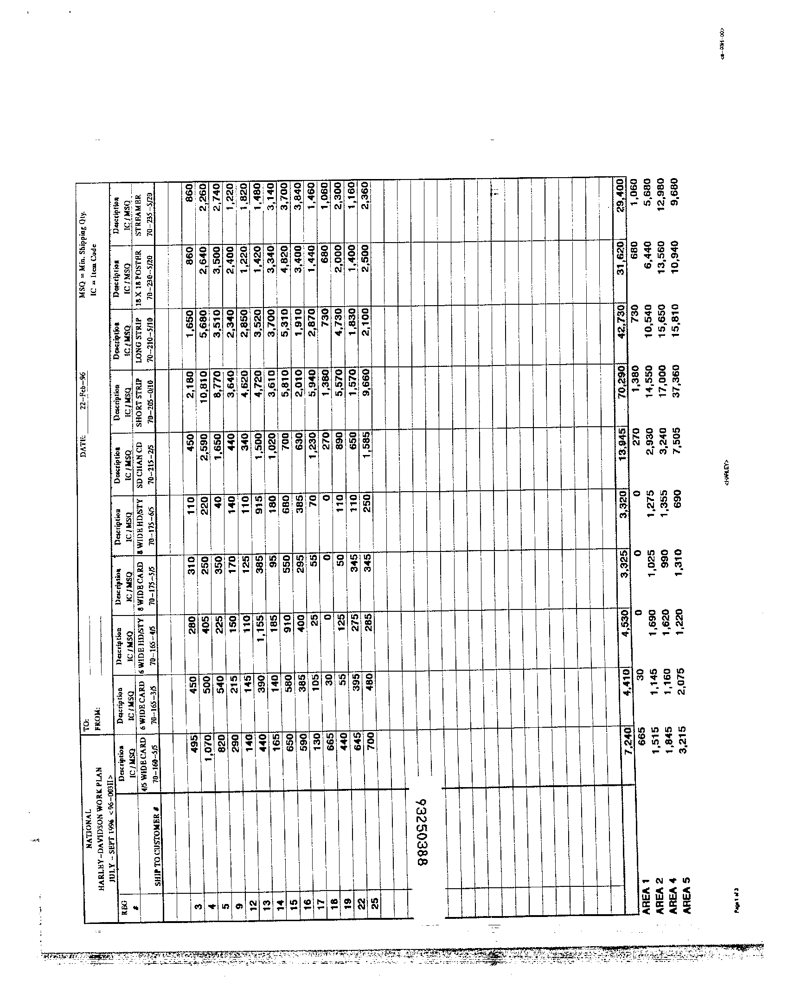 NATIONAL TO: DATE: 22-Feb-96 MSQ = Min. Shipping Qty.
HARLEY-DAVIDSON WORK PLAN FROM: IC = Item Code
JULY - SEPT 1996 <96-003II>
REG Description Description Description Description Description Description Description Description Description Description
# IC / MSQ IC / MSQ IC / MSQ IC / MSQ IC / MSQ IC / MSQ IC / MSQ IC / MSQ IC / MSQ IC / MSQ
4/5 WIDE CARD 6 WIDE CARD 6 WIDE HD/STY 8 WIDE CARD 8 WIDE HD/STY SD CHAN CD SHORT STRIP LONG STRIP 18 X 18 POSTER STREAMER
SHIP TO CUSTOMER # 70-160-5/5 70-165-3/5 70-165-4/5 70-175-5/5 70-175-6/5 70-215-2/5 70-205-0/10 70-210-5/10 70-230-5/20 70-235-5/20
3 495 450 280 310 110 450 2,180 1,650 860 860
4 1,070 500 405 250 220 2,590 10,810 5,680 2,640 2,260
5 820 540 225 350 40 1,650 8,770 3,510 3,500 2,740
9 290 215 150 170 140 440 3,640 2,340 2,400 1,220
12 140 145 110 125 110 340 4,620 2,850 1,220 1,820
13 440 390 1,155 385 915 1,500 4,720 3,520 1,420 1,480
14 165 140 185 95 180 1,020 3,610 3,700 3,340 3,140
15 650 580 910 550 680 700 5,810 5,310 4,820 3,700
16 590 385 400 295 385 630 2,010 1,910 3,400 3,840
17 130 105 25 55 70 1,230 5,940 2,870 1,440 1,460
18 665 30 0 0 0 270 1,380 730 680 1,060
19 440 55 125 50 110 890 5,570 4,730 2,000 2,300
22 645 395 275 345 110 650 1,570 1,830 1,400 1,160
25 700 480 285 345 250 1,585 9,660 2,100 2,500 2,360
93250388
7,240 4,410 4,530 3,325 3,320 13,945 70,290 42,730 31,620 29,400
AREA 1 665 30 0 0 0 270 1,380 730 680 1,060
AREA 2 1,515 1,145 1,690 1,025 1,275 2,930 14,550 10,540 6,440 5,680
AREA 4 1,845 1,160 1,620 990 1,355 3,240 17,000 15,650 13,560 12,980
AREA 5 3,215 2,075 1,220 1,310 690 7,505 37,360 15,810 10,940 9,680
Page 1 of 3 <HARLEY>